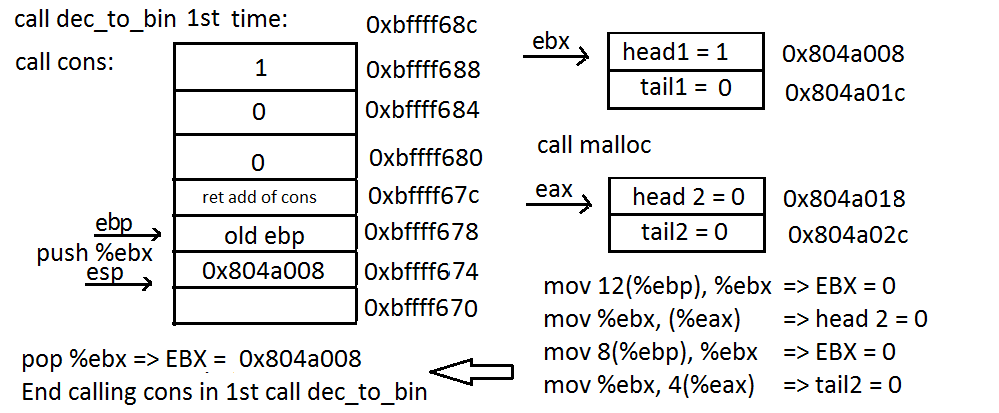 call dec_to_bin 1st time:
call cons:
0xbffff68c
1
0xbffff688
0
0xbffff684
0
0xbffff680
ret add of cons
0xbffff67c
ebp
old ebp
0xbffff678
push %ebx
esp
0x804a008
0xbffff674
0xbffff670
pop %ebx => EBX = 0x804a008
End calling cons in 1st call dec_to_bin
ebx
head1 = 1
0x804a008
tail1 = 0
0x804a01c
call malloc
eax
head 2 = 0
0x804a018
tail2 = 0
0x804a02c
mov 12(%ebp), %ebx => EBX = 0
mov %ebx, (%eax) => head 2 = 0
mov 8(%ebp), %ebx => EBX = 0
mov %ebx, 4(%eax) => tail2 = 0